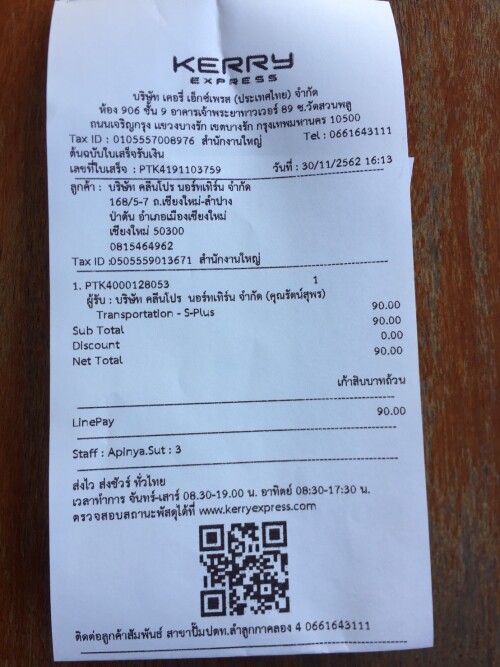 KERRY
EXPRESS
บริษัท เคอรี่ เอ็กซ์เพรส (ประเทศไทย) จำกัด
ห้อง 906 ชั้น 9 อาคารเจ้าพระยาทาวเวอร์ 89 ซ.วัดสวนพลู
ถนนเจริญกรุง แขวงบางรัก เขตบางรัก กรุงเทพมหานคร 10500
Tax ID : 0105557008976 สำนักงานใหญ่ Tel : 0661643111
ต้นฉบับใบเสร็จรับเงิน
เลขที่ใบเสร็จ : PTK4191103759 วันที่ : 30/11/2562 16:13
ลูกค้า : บริษัท คลีนโปร นอร์ทเทิร์น จำกัด
168/5-7 ถ.เชียงใหม่-ลำปาง
ป่าตัน อำเภอเมืองเชียงใหม่
เชียงใหม่ 50300
0815464962
Tax ID :0505559013671 สำนักงานใหญ่
1. PTK4000128053 1
ผู้รับ : บริษัท คลีนโปร นอร์ทเทิร์น จำกัด (คุณรัตน์สุพร)
Transportation - S-Plus 90.00
Sub Total 90.00
Discount 0.00
Net Total 90.00
เก้าสิบบาทถ้วน
LinePay 90.00
Staff : Apinya.Sut : 3
ส่งไว ส่งชัวร์ ทั่วไทย
เวลาทำการ จันทร์-เสาร์ 08.30-19.00 น. อาทิตย์ 08:30-17:30 น.
ตรวจสอบสถานะพัสดุได้ที่ www.kerryexpress.com
ติดต่อลูกค้าสัมพันธ์ สาขาปั๊มปตท.ลำลูกกาคลอง 4 0661643111